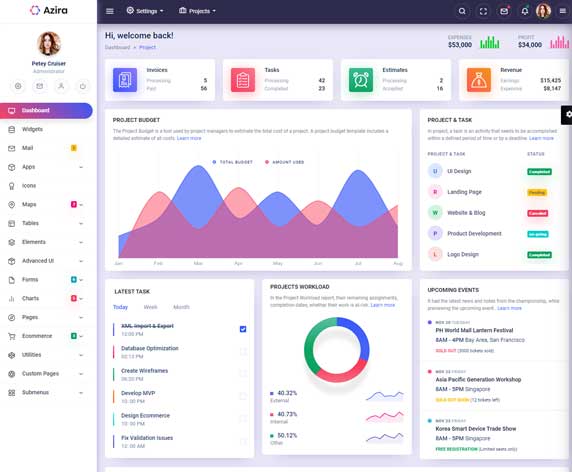 Azira
Settings
Projects
Petey Cruiser
Administrator
Dashboard
Widgets
Mail
Apps
Icons
Maps
Tables
Elements
Advanced UI
Forms
Charts
Pages
Ecommerce
Utilities
Custom Pages
Submenus
Hi, welcome back!
Dashboard » Project
EXPENSES
$53,000
PROFIT
$34,000
Invoices
Processing 5
Paid 56
Tasks
Processing 42
Completed 23
Estimates
Processing 2
Accepted 16
Revenue
Earnings $15,425
Expense $8,147
PROJECT BUDGET
The Project Budget is a tool used by project managers to estimate the total cost of a project. A project budget template includes a
detailed estimate of all costs. Learn more
TOTAL BUDGET
AMOUNT USED
Jan Feb Mar Apr May Jun Jul Aug
PROJECT & TASK
In project, a task is an activity that needs to be accomplished
within a defined period of time or by a deadline. Learn more
PROJECT & TASK STATUS
U UI Design Completed
R Landing Page Pending
W Website & Blog Canceled
P Product Development on-going
L Logo Design Completed
LATEST TASK
Today Week Month
XML Import & Export
12:00 PM
Database Optimization
02:13 PM
Create Wireframes
06:20 PM
Develop MVP
10: 00 PM
Design Ecommerce
10: 00 PM
Fix Validation Issues
12: 00 AM
PROJECTS WORKLOAD
In the Project Workload report, their remaining assignments,
completion dates, whether their work is at-risk. Learn more
40.32%
External
40.73%
Internal
50.12%
Other
UPCOMING EVENTS
It had the latest news and notes from the championship, while
previewing the upcoming event . Learn more
NOV 20 TUESDAY
PH World Mall Lantern Festival
8AM - 4PM Bay Area, San Francisco
SOLD OUT (3000 tickets sold)
FRIDAY
Asia Pacific Generation Workshop
8AM - 5PM Singapore
SOLD OUT SOON (12 tickets left)
FRIDAY
Korea Smart Device Trade Show
8AM - 5PM Singapore
FREE REGISTRATION (Limited seats only)